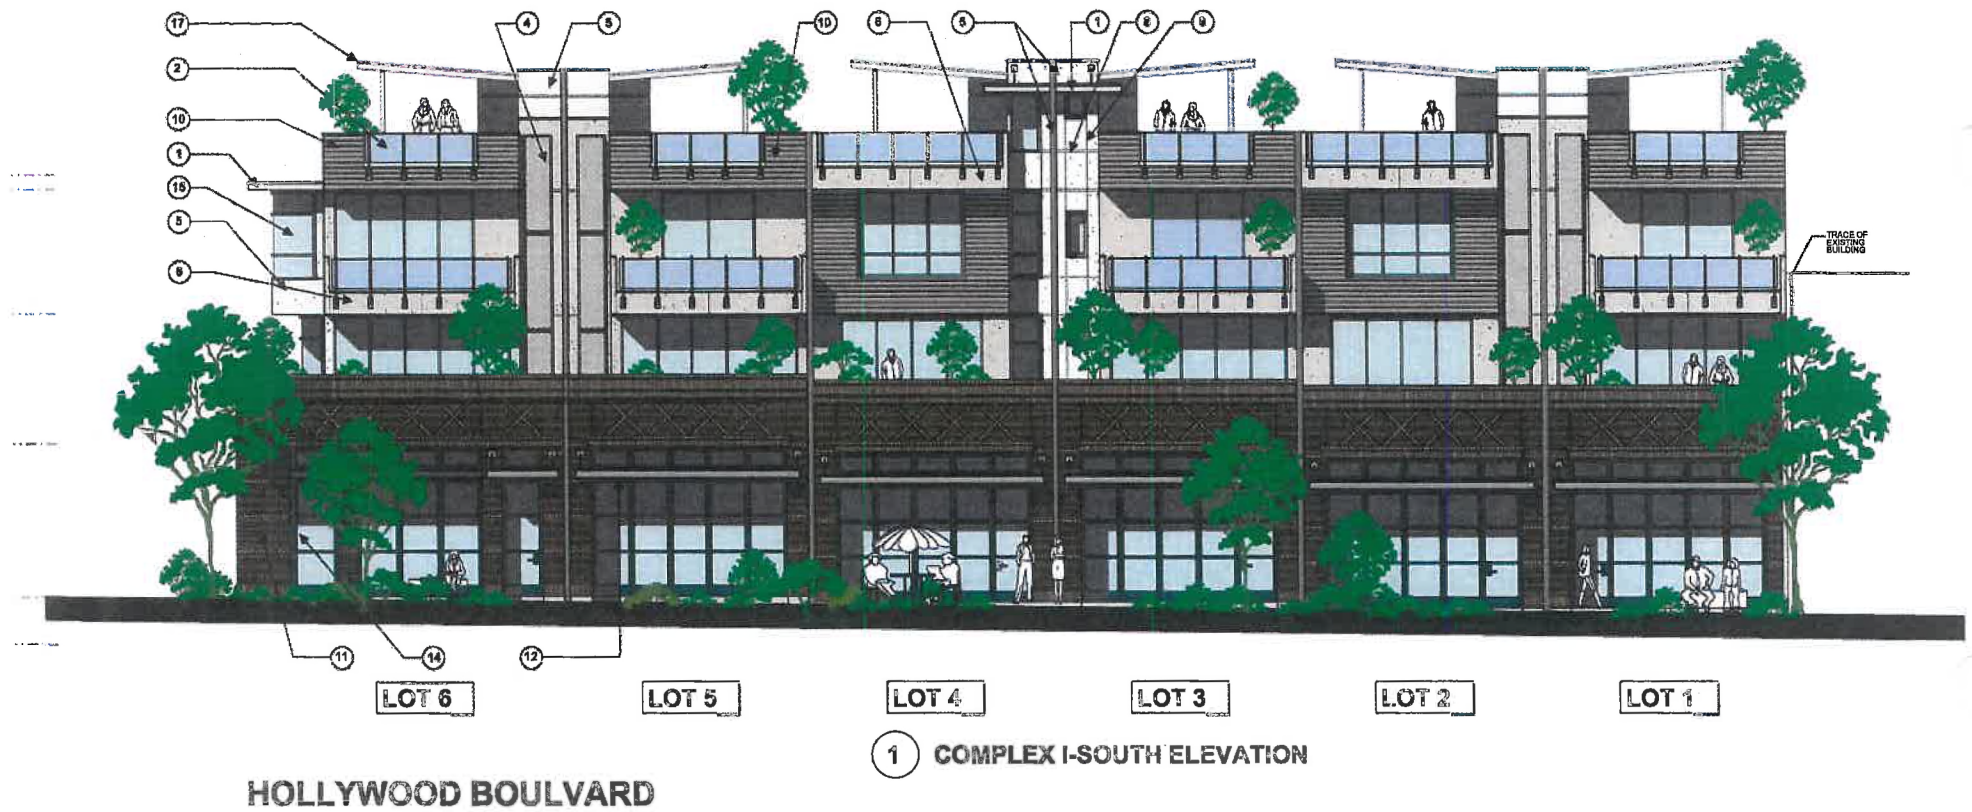 17
4
5
10
6
5
1
8
9
2
10
1
15
5
6
TRACE OF
EXISTING
BUILDING
11
14
12
LOT 6
LOT 5
LOT 4
LOT 3
LOT 2
LOT 1
1
COMPLEX I-SOUTH ELEVATION
HOLLYWOOD BOULVARD